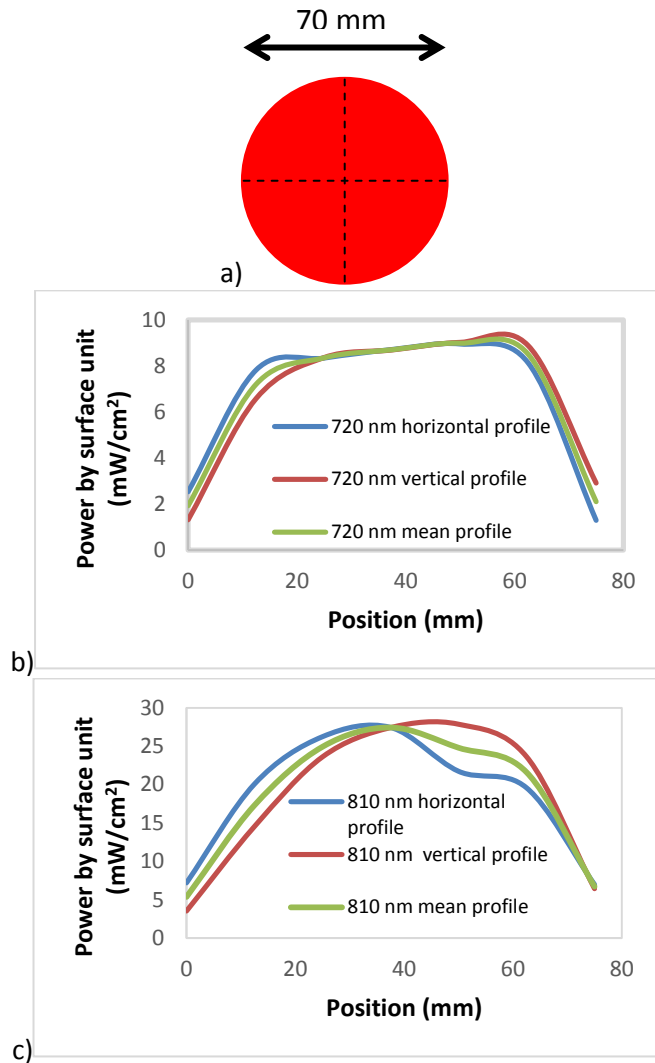 70 mm
a)
Power by surface unit
(mW/cm²)
10
8
6
4
2
0
720 nm horizontal profile
720 nm vertical profile
720 nm mean profile
0 20 40 60 80
Position (mm)
b)
Power by surface unit
(mW/cm²)
30
25
20
15
10
5
0
810 nm horizontal
profile
810 nm vertical profile
810 nm mean profile
0 20 40 60 80
Position (mm)
c)